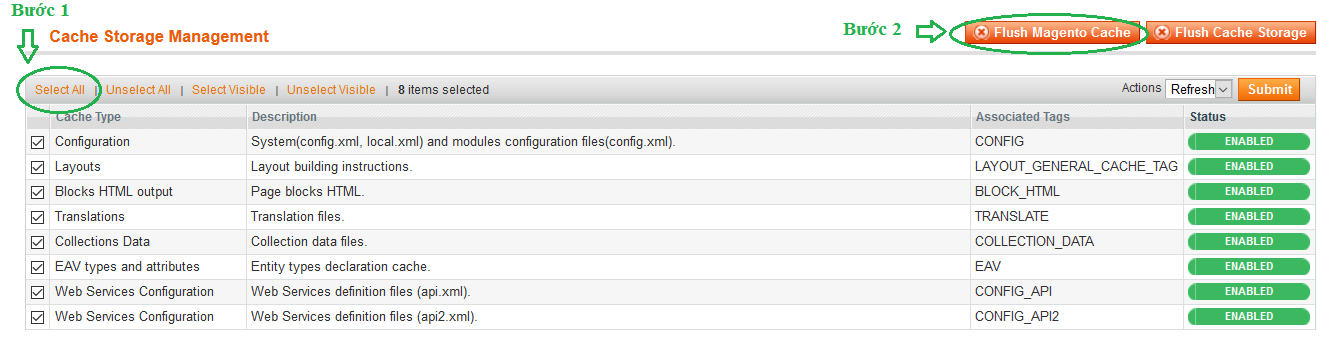 Bước 1
Cache Storage Management
Bước 2
Flush Magento Cache
Flush Cache Storage
Select All | Unselect All | Select Visible | Unselect Visible | 8 items selected
Actions Refresh Submit
Cache Type Description Associated Tags Status
Configuration System(config.xml, local.xml) and modules configuration files(config.xml). CONFIG ENABLED
Layouts Layout building instructions. LAYOUT_GENERAL_CACHE_TAG ENABLED
Blocks HTML output Page blocks HTML. BLOCK_HTML ENABLED
Translations Translation files. TRANSLATE ENABLED
Collections Data Collection data files. COLLECTION_DATA ENABLED
EAV types and attributes Entity types declaration cache. EAV ENABLED
Web Services Configuration Web Services definition files (api.xml). CONFIG_API ENABLED
Web Services Configuration Web Services definition files (api2.xml). CONFIG_API2 ENABLED